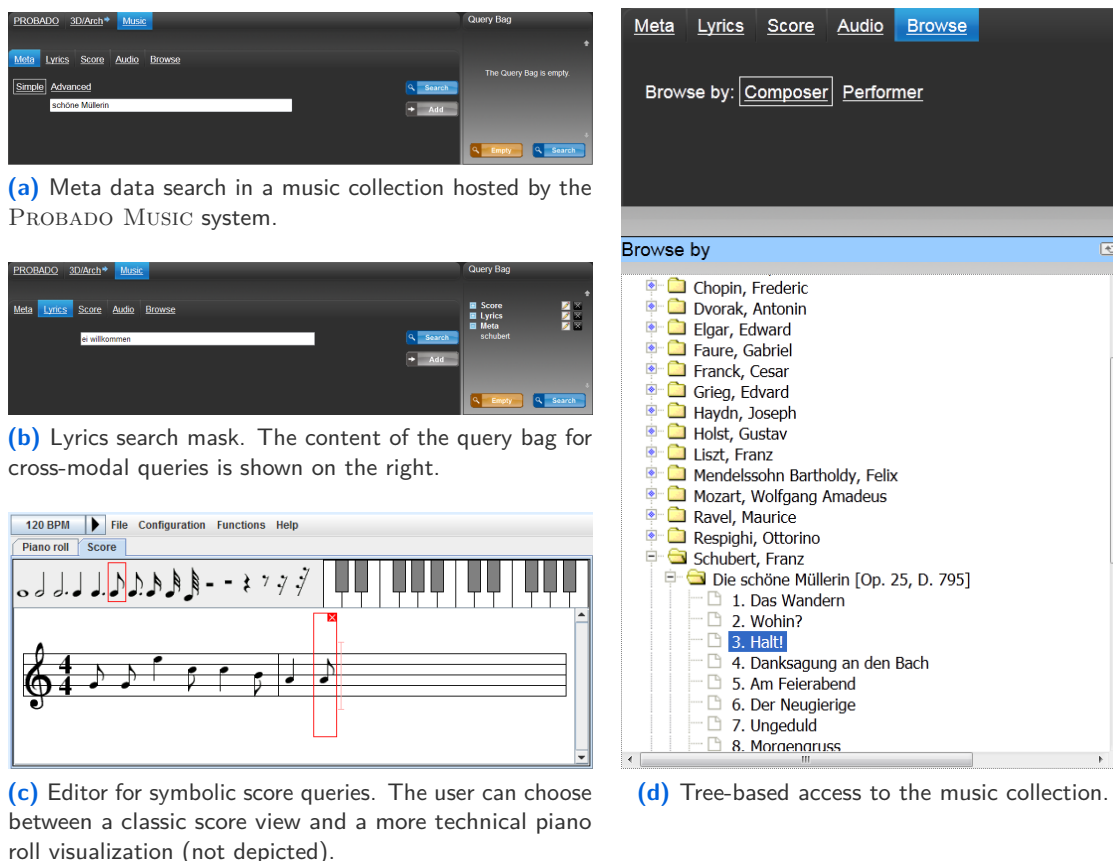 PROBADO 3D/Arch Music
Meta Lyrics Score Audio Browse
Simple Advanced
schöne Müllerin
Search
Add
Query Bag
The Query Bag is empty.
Empty Search
(a) Meta data search in a music collection hosted by the
PROBADO MUSIC system.
PROBADO 3D/Arch Music
Meta Lyrics Score Audio Browse
ei willkommen
Search
Add
Query Bag
Score
Lyrics
Meta
schubert
Empty Search
(b) Lyrics search mask. The content of the query bag for
cross-modal queries is shown on the right.
120 BPM File Configuration Functions Help
Piano roll Score
4
4
(c) Editor for symbolic score queries. The user can choose
between a classic score view and a more technical piano
roll visualization (not depicted).
Meta Lyrics Score Audio Browse
Browse by: Composer Performer
Browse by
Chopin, Frederic
Dvorak, Antonin
Elgar, Edward
Faure, Gabriel
Franck, Cesar
Grieg, Edvard
Haydn, Joseph
Holst, Gustav
Liszt, Franz
Mendelssohn Bartholdy, Felix
Mozart, Wolfgang Amadeus
Ravel, Maurice
Respighi, Ottorino
Schubert, Franz
Die schöne Müllerin [Op. 25, D. 795]
1. Das Wandern
2. Wohin?
3. Halt!
4. Danksagung an den Bach
5. Am Feierabend
6. Der Neugierige
7. Ungeduld
8. Morgengruss
(d) Tree-based access to the music collection.